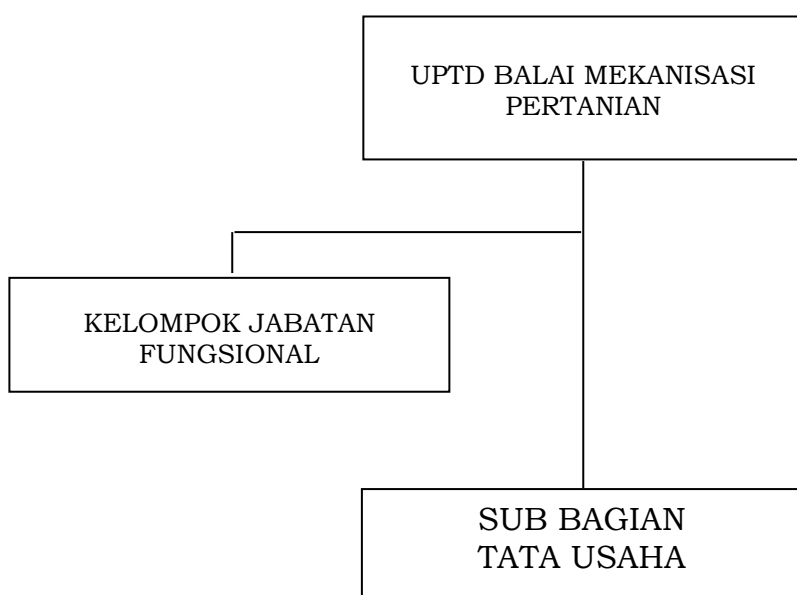 UPTD BALAI MEKANISASI
PERTANIAN
KELOMPOK JABATAN
FUNGSIONAL
SUB BAGIAN
TATA USAHA